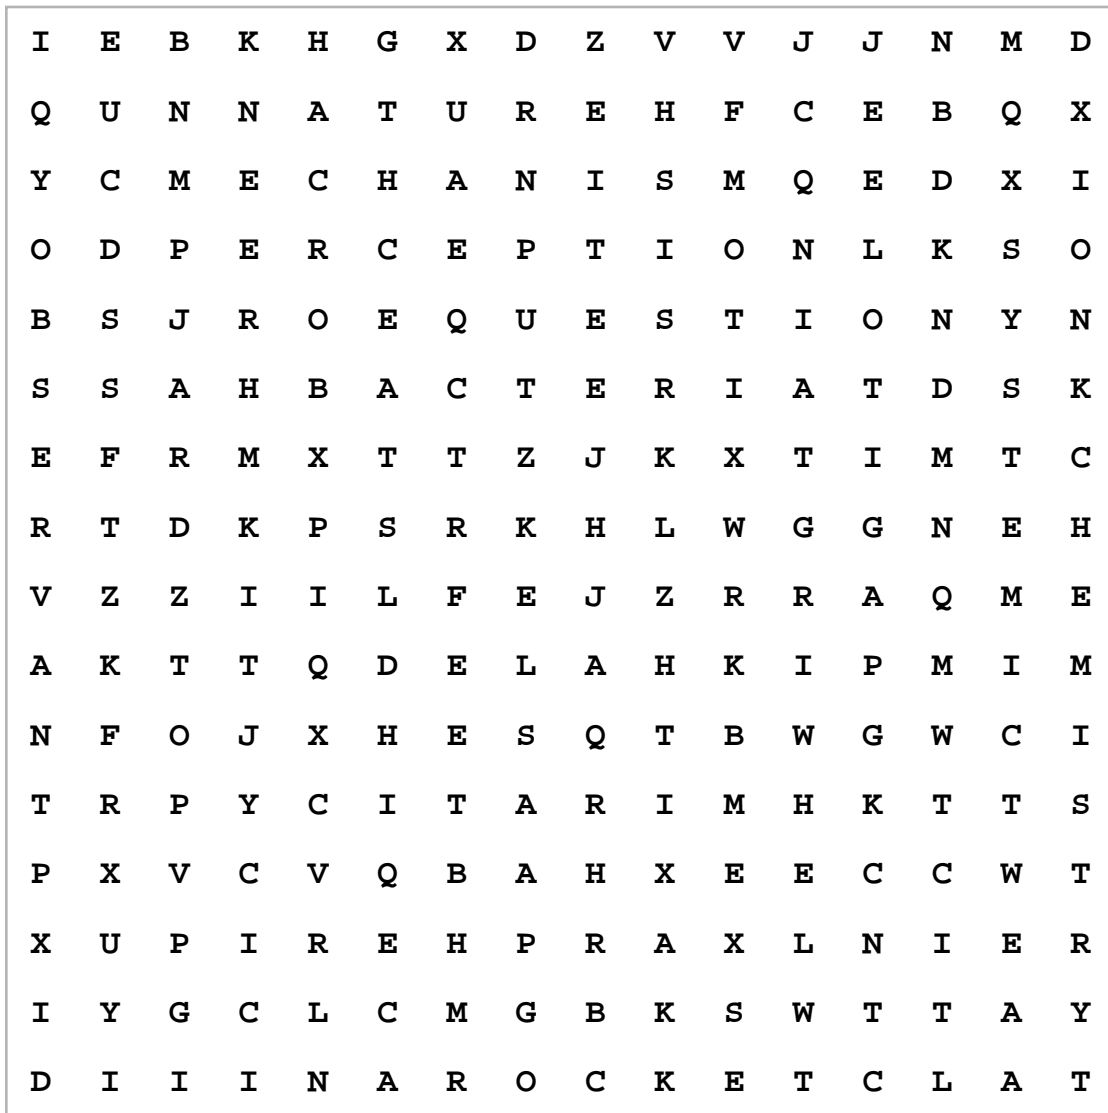 I E B K H G X D Z V V J J N M D
Q U N N A T U R E H F C E B Q X
Y C M E C H A N I S M Q E D X I
O D P E R C E P T I O N L K S O
B S J R O E Q U E S T I O N Y N
S S A H B A C T E R I A T D S K
E F R M X T T Z J K X T I M T C
R T D K P S R K H L W G G N E H
V Z Z I I L F E J Z R R A Q M E
A K T T Q D E L A H K I P M I M
N F O J X H E S Q T B W G W C I
T R P Y C I T A R I M H K T T S
P X V C V Q B A H X E E C C W T
X U P I R E H P R A X L N I E R
I Y G C L C M G B K S W T T A Y
D I I I N A R O C K E T C L A T